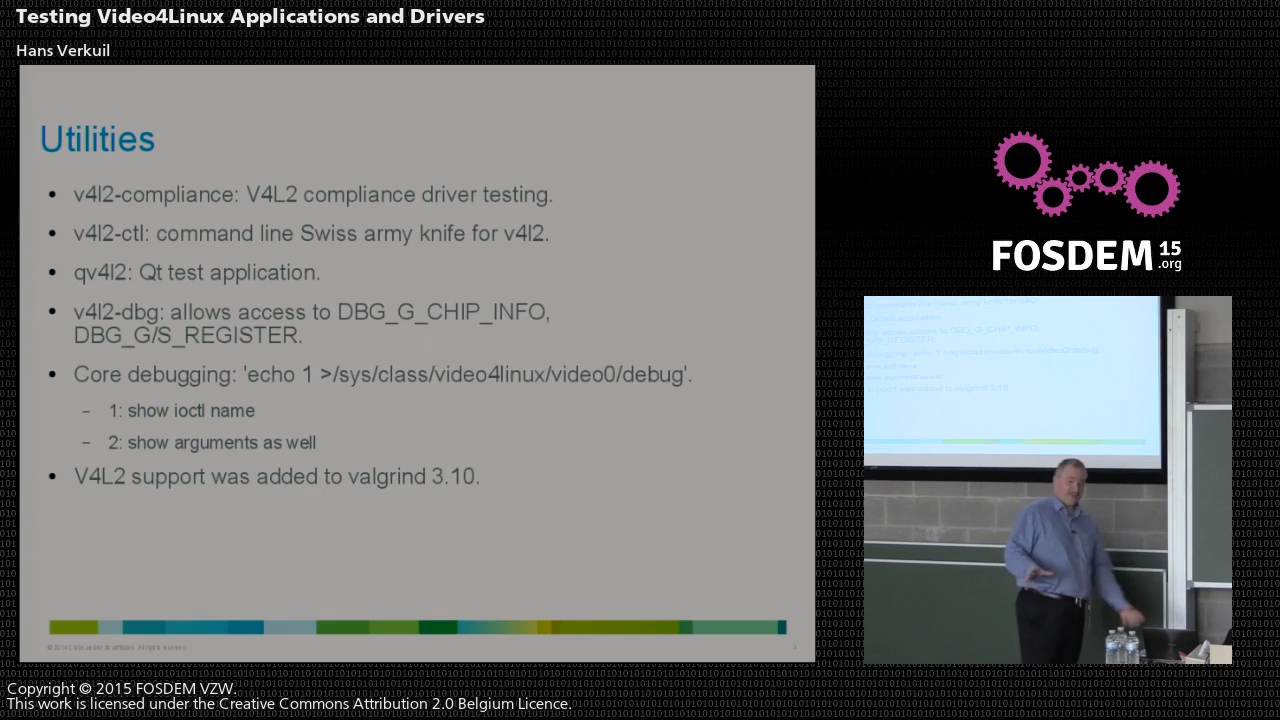 Testing Video4Linux Applications and Drivers
Hans Verkuil
Utilities
• v4l2-compliance: V4L2 compliance driver testing.
• v4l2-ctl: command line Swiss army knife for v4l2.
• qv4l2: Qt test application.
• v4l2-dbg: allows access to DBG_G_CHIP_INFO,
DBG_G/S_REGISTER.
• Core debugging: 'echo 1 >/sys/class/video4linux/video0/debug'.
– 1: show ioctl name
– 2: show arguments as well
• V4L2 support was added to valgrind 3.10.
FOSDEM 15
.org
Copyright © 2015 FOSDEM VZW.
This work is licensed under the Creative Commons Attribution 2.0 Belgium Licence.